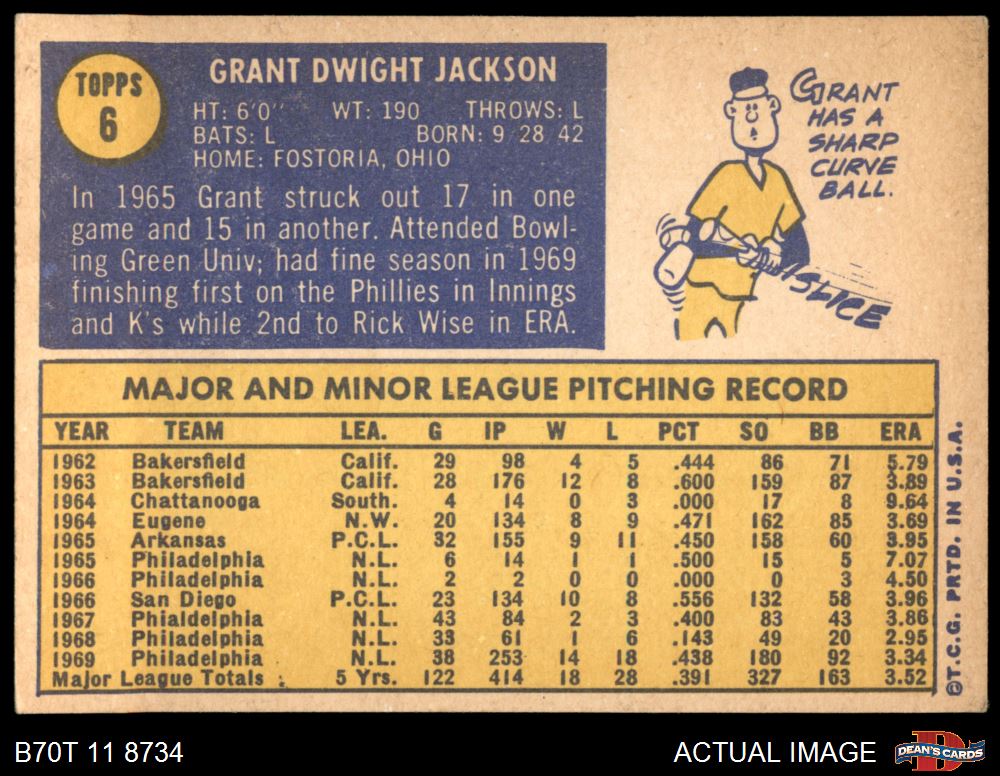 TOPPS
6
GRANT DWIGHT JACKSON
HT: 6'0" WT: 190 THROWS: L
BATS: L BORN: 9 28 42
HOME: FOSTORIA, OHIO
In 1965 Grant struck out 17 in one
game and 15 in another. Attended Bowl-
ing Green Univ; had fine season in 1969
finishing first on the Phillies in Innings
and K's while 2nd to Rick Wise in ERA.
GRANT
HAS A
SHARP
CURVE
BALL.
SLICE
MAJOR AND MINOR LEAGUE PITCHING RECORD
YEAR TEAM LEA. G IP W L PCT SO BB ERA
1962 Bakersfield Calif. 29 98 4 5 .444 86 71 5.79
1963 Bakersfield Calif. 28 176 12 8 .600 159 87 3.89
1964 Chattanooga South. 4 14 0 3 .000 17 8 9.64
1964 Eugene N.W. 20 134 8 9 .471 162 85 3.69
1965 Arkansas P.C.L. 32 155 9 11 .450 158 60 3.95
1965 Philadelphia N.L. 6 14 1 1 .500 15 5 7.07
1966 Philadelphia N.L. 2 2 0 0 .000 0 3 4.50
1966 San Diego P.C.L. 23 134 10 8 .556 132 58 3.96
1967 Phialdelphia N.L. 43 84 2 3 .400 83 43 3.86
1968 Philadelphia N.L. 33 61 1 6 .143 49 20 2.95
1969 Philadelphia N.L. 38 253 14 18 .438 180 92 3.34
Major League Totals 5 Yrs. 122 414 18 28 .391 327 163 3.52
©T.C.G. PRTD. IN U.S.A.
B70T 11 8734
ACTUAL IMAGE
DEAN'S CARDS